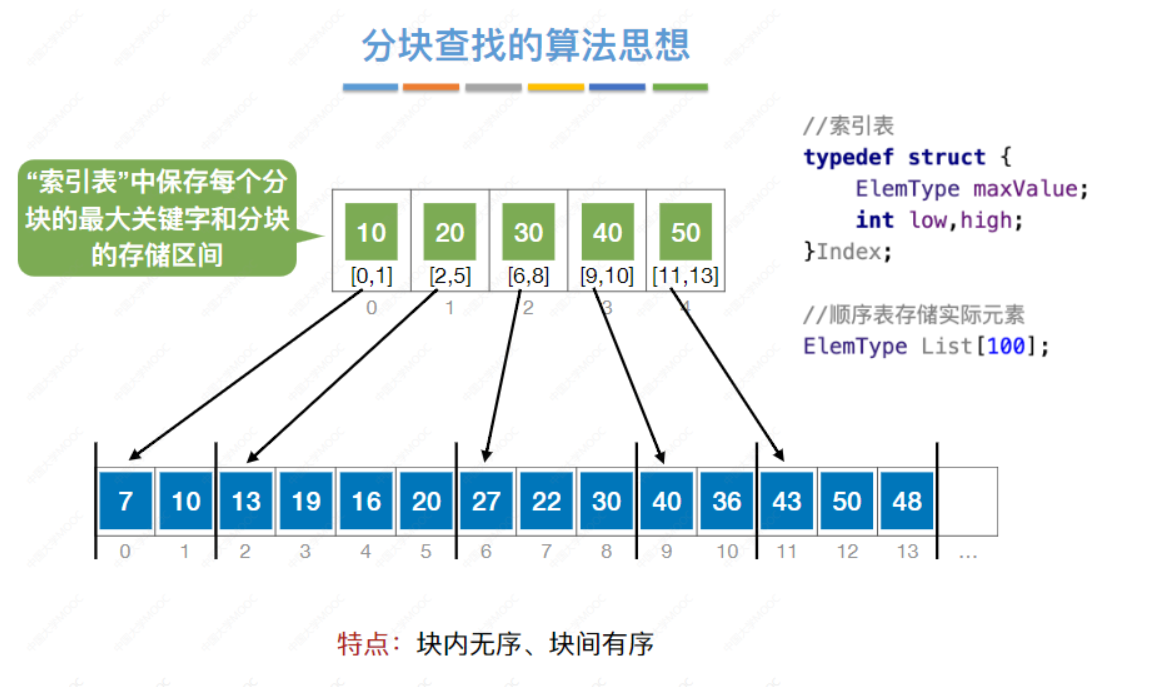 分块查找的算法思想
//索引表
typedef struct {
ElemType maxValue;
int low,high;
}Index;
//顺序表存储实际元素
ElemType List[100];
“索引表”中保存每个分
块的最大关键字和分块
的存储区间
10 20 30 40 50
[0,1] [2,5] [6,8] [9,10] [11,13]
0 1 2 3 4
7 10 13 19 16 20 27 22 30 40 36 43 50 48
0 1 2 3 4 5 6 7 8 9 10 11 12 13 ...
特点：块内无序、块间有序